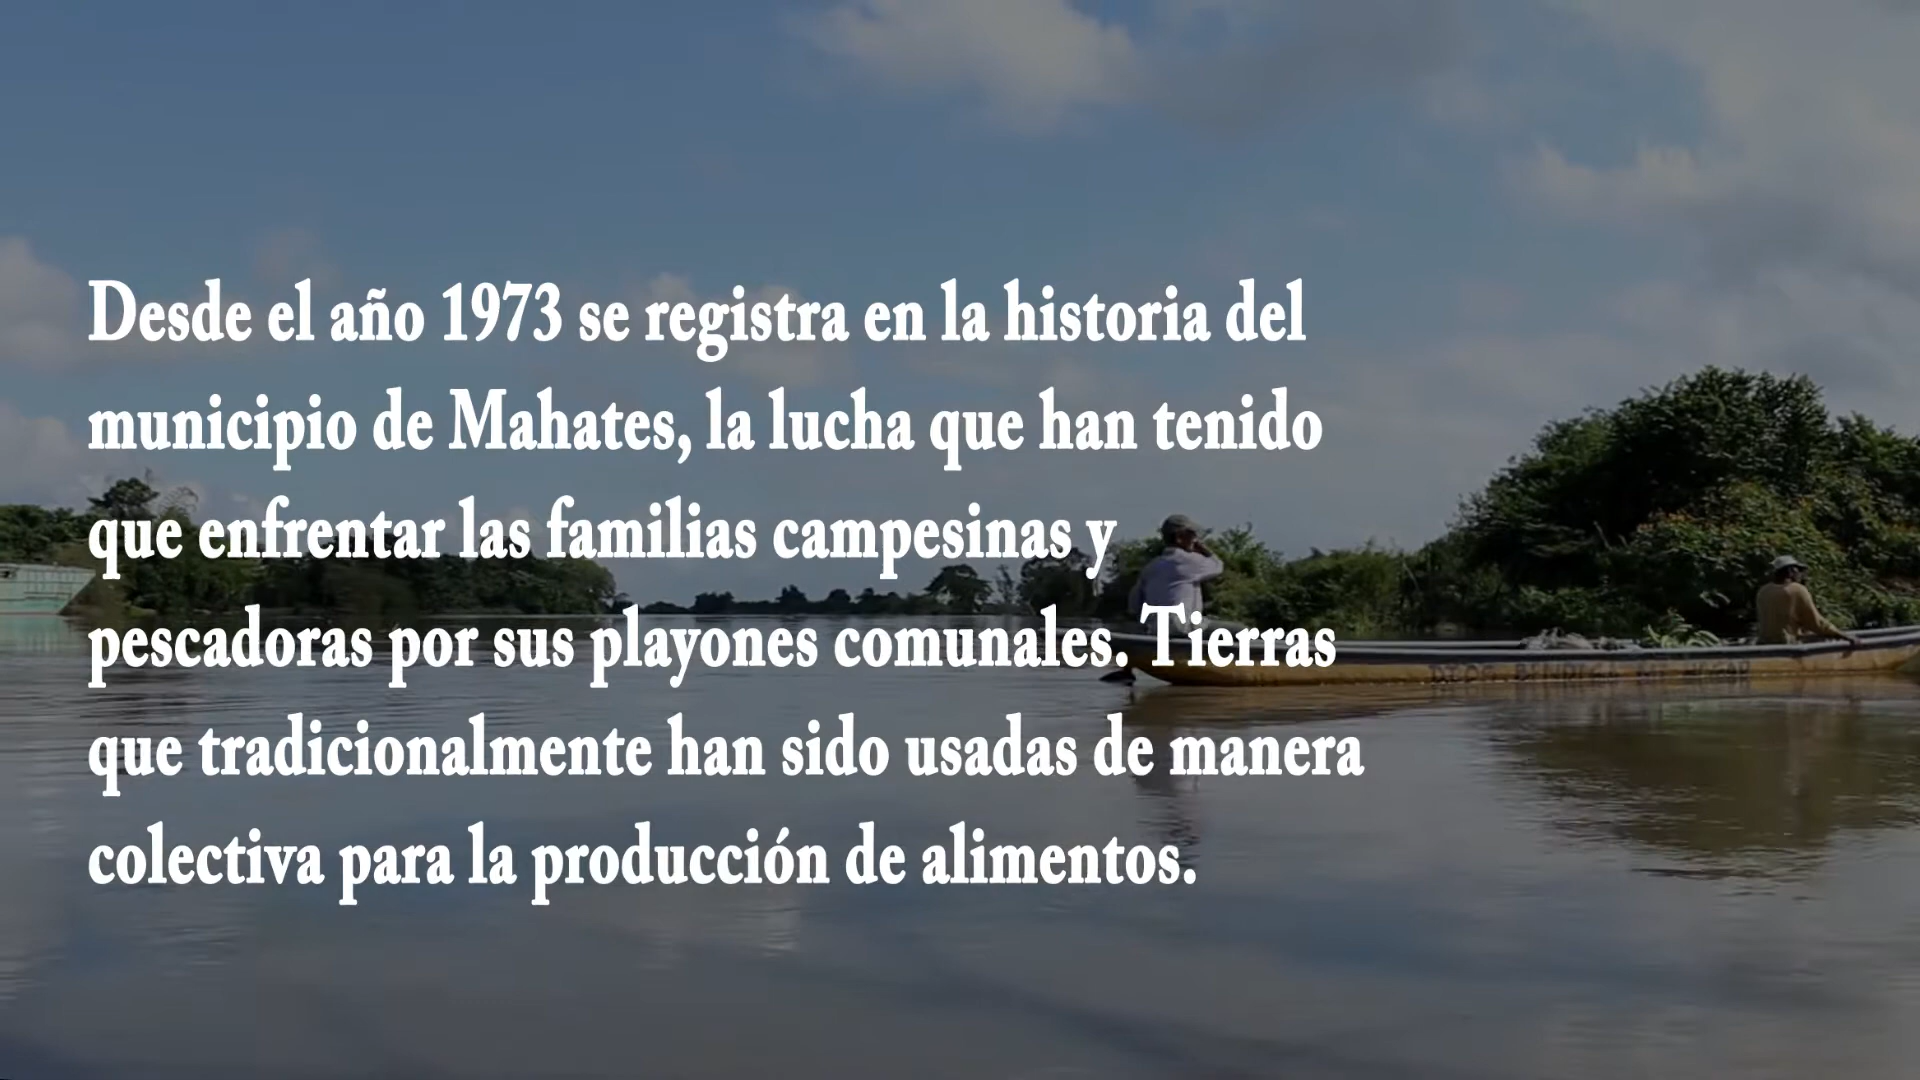 Desde el año 1973 se registra en la historia del
municipio de Mahates, la lucha que han tenido
que enfrentar las familias campesinas y
pescadoras por sus playones comunales. Tierras
que tradicionalmente han sido usadas de manera
colectiva para la producción de alimentos.